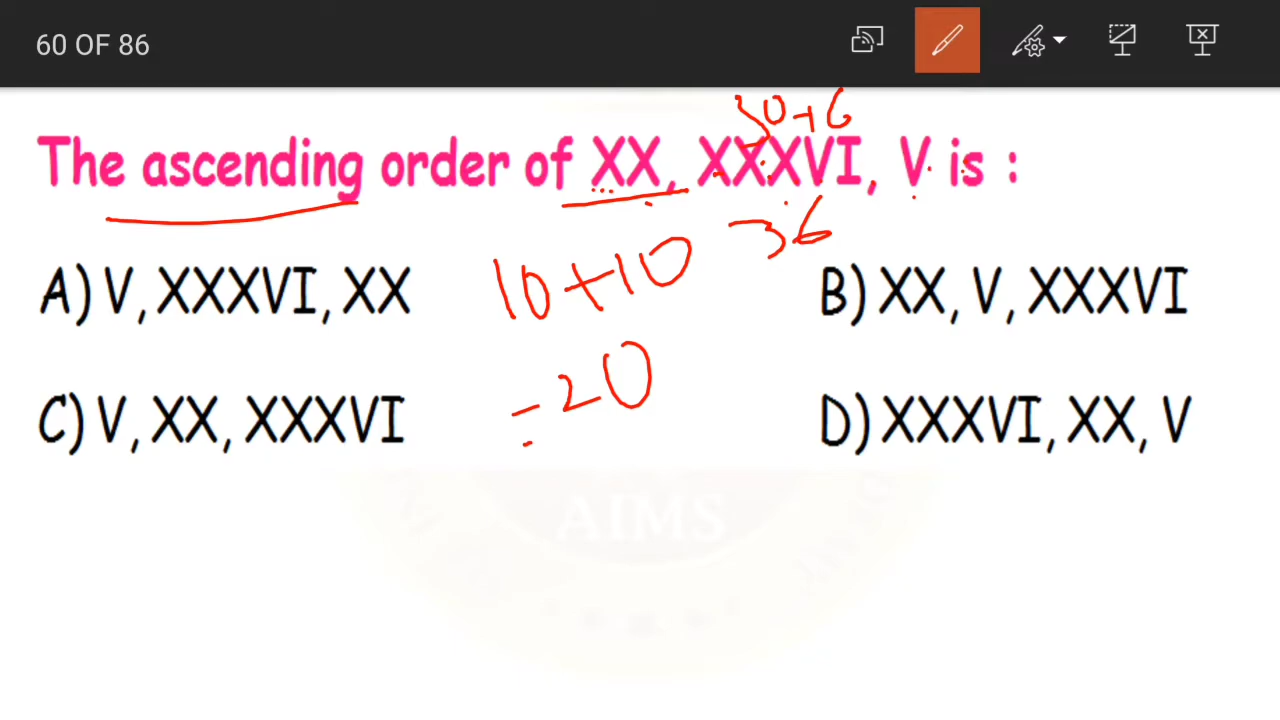 60 OF 86
30+6
The ascending order of XX, XXXVI, V is :
36
10+10
A) V, XXXVI, XX
B) XX, V, XXXVI
=20
C) V, XX, XXXVI
D) XXXVI, XX, V
AIMS